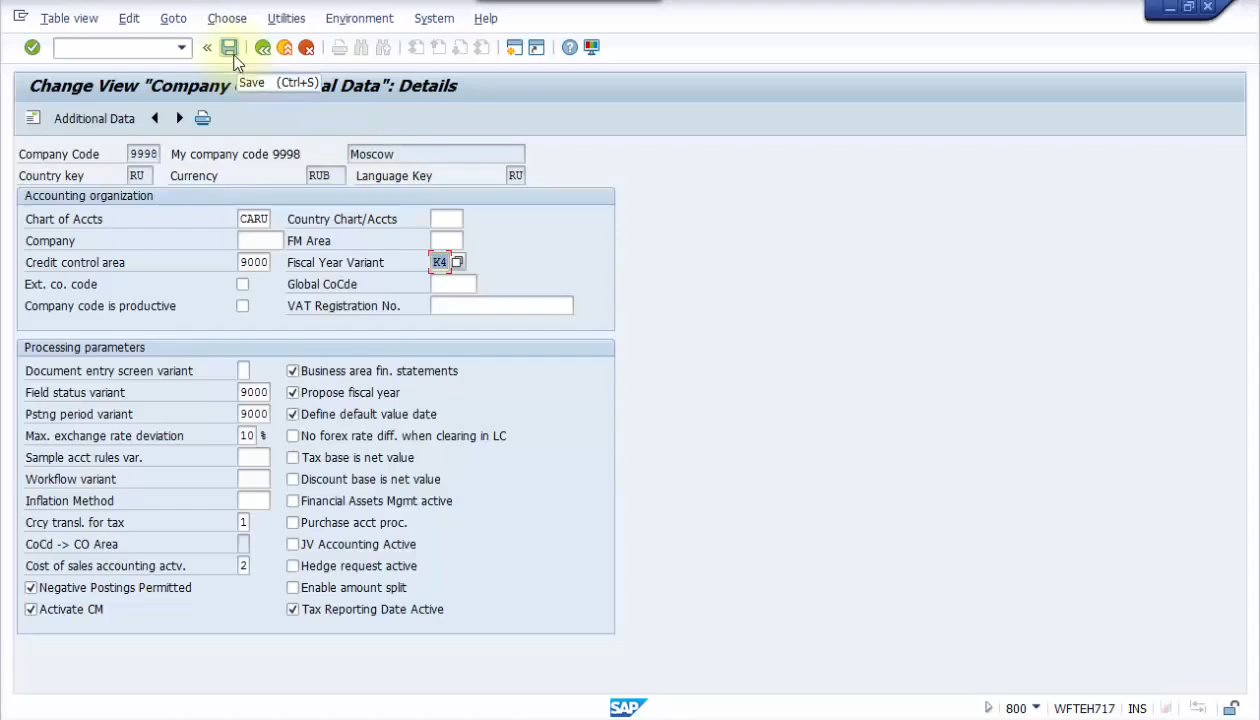 Table view Edit Goto Choose Utilities Environment System Help
Save (Ctrl+S)
Change View "Company al Data": Details
Additional Data
Company Code 9998 My company code 9998 Moscow
Country key RU Currency RUB Language Key RU
Accounting organization
Chart of Accts CARU Country Chart/Accts
Company FM Area
Credit control area 9000 Fiscal Year Variant K4
Ext. co. code Global CoCde
Company code is productive VAT Registration No.
Processing parameters
Document entry screen variant Business area fin. statements
Field status variant 9000 Propose fiscal year
Pstng period variant 9000 Define default value date
Max. exchange rate deviation 10 % No forex rate diff. when clearing in LC
Sample acct rules var. Tax base is net value
Workflow variant Discount base is net value
Inflation Method Financial Assets Mgmt active
Crcy transl. for tax 1 Purchase acct proc.
CoCd -> CO Area JV Accounting Active
Cost of sales accounting actv. 2 Hedge request active
Negative Postings Permitted Enable amount split
Activate CM Tax Reporting Date Active
SAP 800 WFTEH717 INS